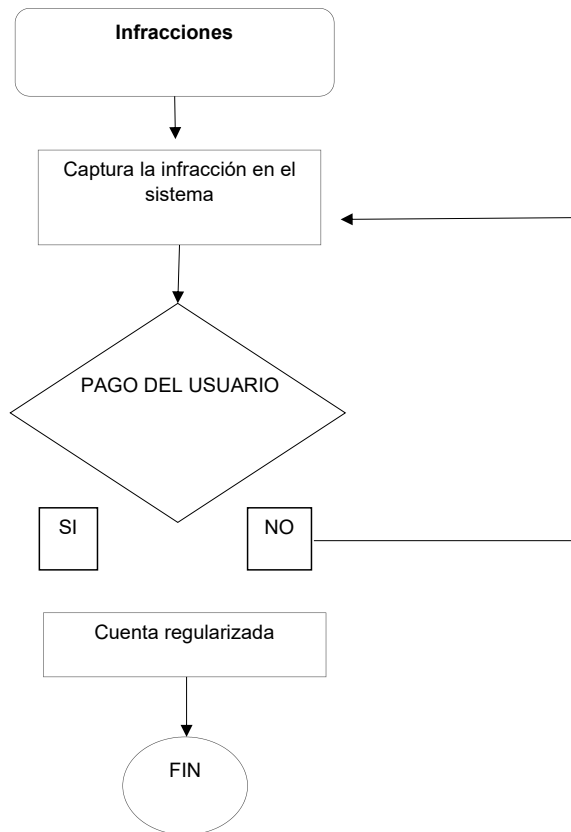 Infracciones
Captura la infracción en el
sistema
PAGO DEL USUARIO
SI
NO
Cuenta regularizada
FIN